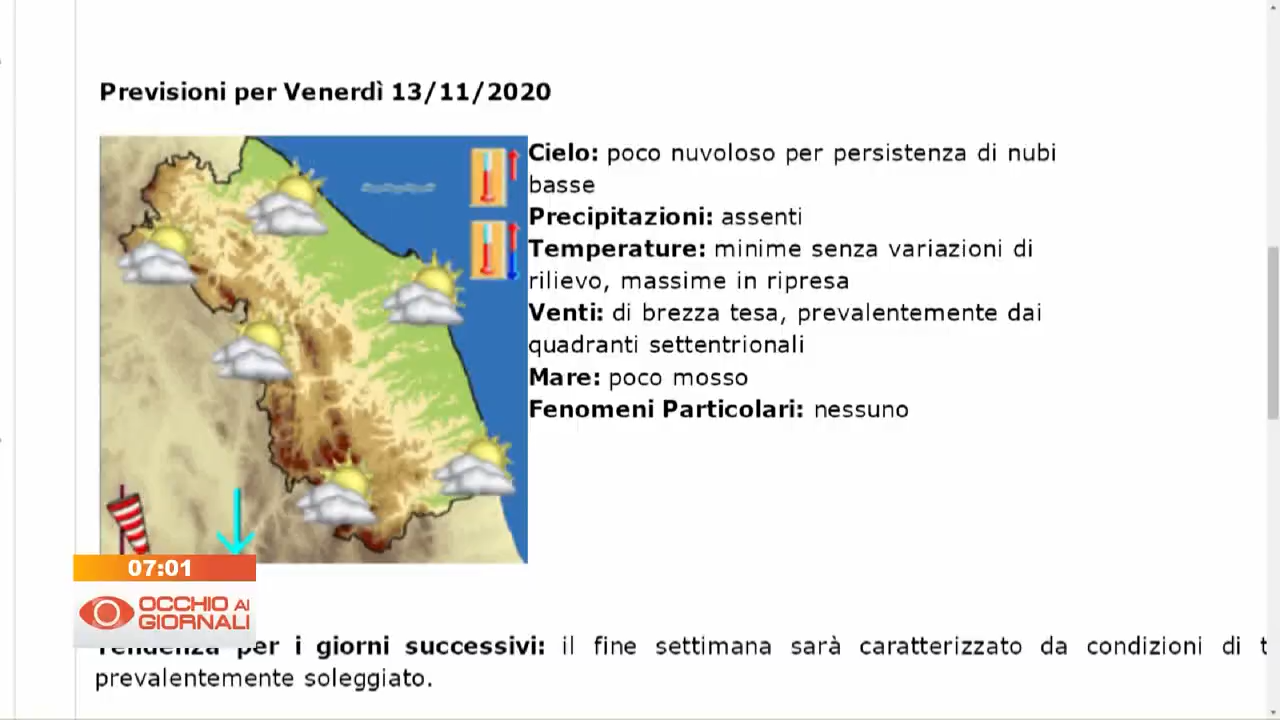 Previsioni per Venerdì 13/11/2020
Cielo: poco nuvoloso per persistenza di nubi
basse
Precipitazioni: assenti
Temperature: minime senza variazioni di
rilievo, massime in ripresa
Venti: di brezza tesa, prevalentemente dai
quadranti settentrionali
Mare: poco mosso
Fenomeni Particolari: nessuno
07:01
OCCHIO AI
GIORNALI
Tendenza per i giorni successivi: il fine settimana sarà caratterizzato da condizioni di t
prevalentemente soleggiato.